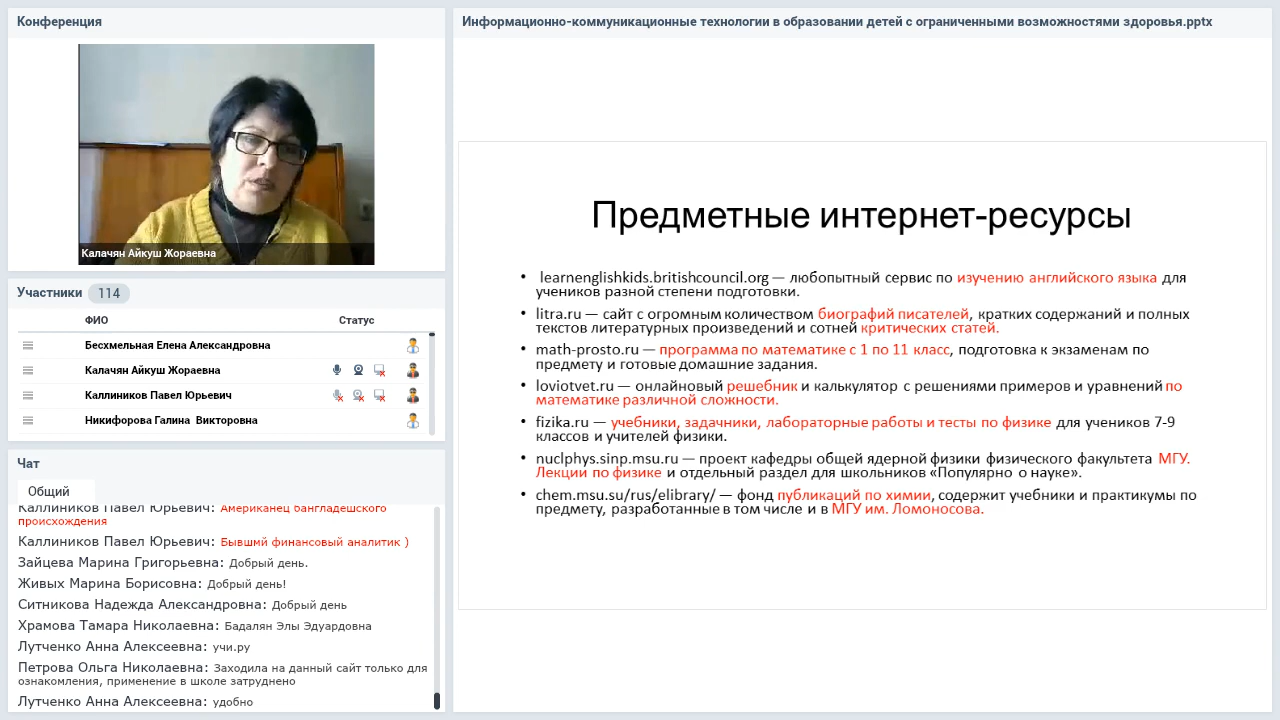 Конференция
Калачян Айкуш Жораевна
Участники 114
ФИО Статус
Бесхмельная Елена Александровна
Калачян Айкуш Жораевна
Каллиников Павел Юрьевич
Никифорова Галина Викторовна
Чат
Общий
Каллиников Павел Юрьевич: Американец бангладешского
происхождения
Каллиников Павел Юрьевич: Бывшмй финансовый аналитик )
Зайцева Марина Григорьевна: Добрый день.
Живых Марина Борисовна: Добрый день!
Ситникова Надежда Александровна: Добрый день
Храмова Тамара Николаевна: Бадалян Элы Эдуардовна
Лутченко Анна Алексеевна: учи.ру
Петрова Ольга Николаевна: Заходила на данный сайт только для
ознакомления, применение в школе затруднено
Лутченко Анна Алексеевна: удобно
Информационно-коммуникационные технологии в образовании детей с ограниченными возможностями здоровья.pptx
Предметные интернет-ресурсы
• learnenglishkids.britishcouncil.org — любопытный сервис по изучению английского языка для
учеников разной степени подготовки.
• litra.ru — сайт с огромным количеством биографий писателей, кратких содержаний и полных
текстов литературных произведений и сотней критических статей.
• math-prosto.ru — программа по математике с 1 по 11 класс, подготовка к экзаменам по
предмету и готовые домашние задания.
• loviotvet.ru — онлайновый решебник и калькулятор с решениями примеров и уравнений по
математике различной сложности.
• fizika.ru — учебники, задачники, лабораторные работы и тесты по физике для учеников 7-9
классов и учителей физики.
• nuclphys.sinp.msu.ru — проект кафедры общей ядерной физики физического факультета МГУ.
Лекции по физике и отдельный раздел для школьников «Популярно о науке».
• chem.msu.su/rus/elibrary/ — фонд публикаций по химии, содержит учебники и практикумы по
предмету, разработанные в том числе и в МГУ им. Ломоносова.